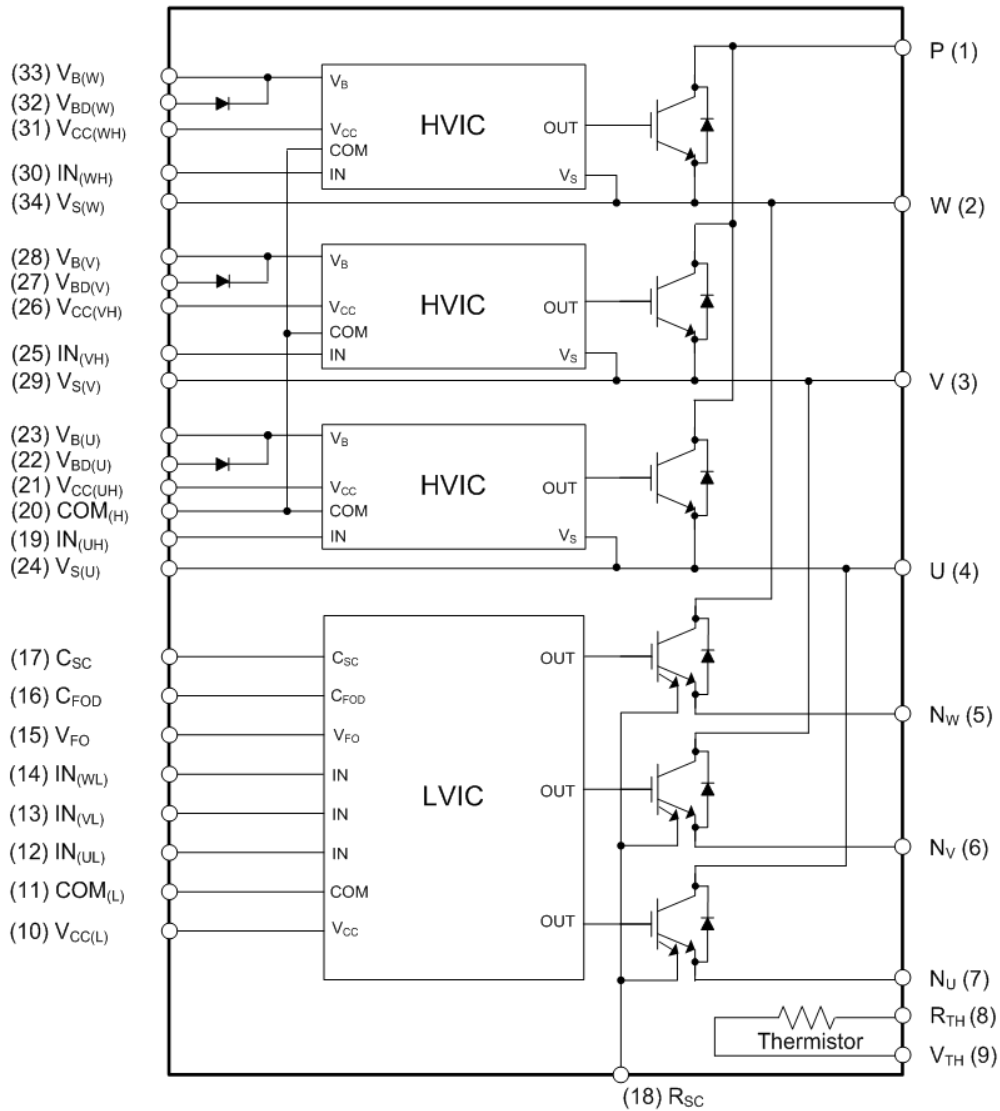 (33) VB(W)
(32) VBD(W)
(31) VCC(WH)
(30) IN(WH)
(34) VS(W)
VB
VCC
COM
IN
HVIC
OUT
VS
P (1)
W (2)
(28) VB(V)
(27) VBD(V)
(26) VCC(VH)
(25) IN(VH)
(29) VS(V)
VB
VCC
COM
IN
HVIC
OUT
VS
V (3)
(23) VB(U)
(22) VBD(U)
(21) VCC(UH)
(20) COM(H)
(19) IN(UH)
(24) VS(U)
VB
VCC
COM
IN
HVIC
OUT
VS
U (4)
(17) CSC
(16) CFOD
(15) VFO
(14) IN(WL)
(13) IN(VL)
(12) IN(UL)
(11) COM(L)
(10) VCC(L)
CSC
CFOD
VFO
IN
IN
IN
COM
VCC
LVIC
OUT
OUT
OUT
NW (5)
NV (6)
NU (7)
RTH (8)
Thermistor
VTH (9)
(18) RSC